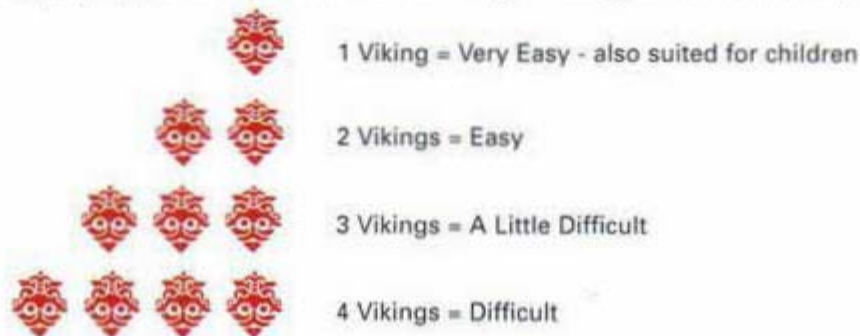 1 Viking = Very Easy - also suited for children
2 Vikings = Easy
3 Vikings = A Little Difficult
4 Vikings = Difficult